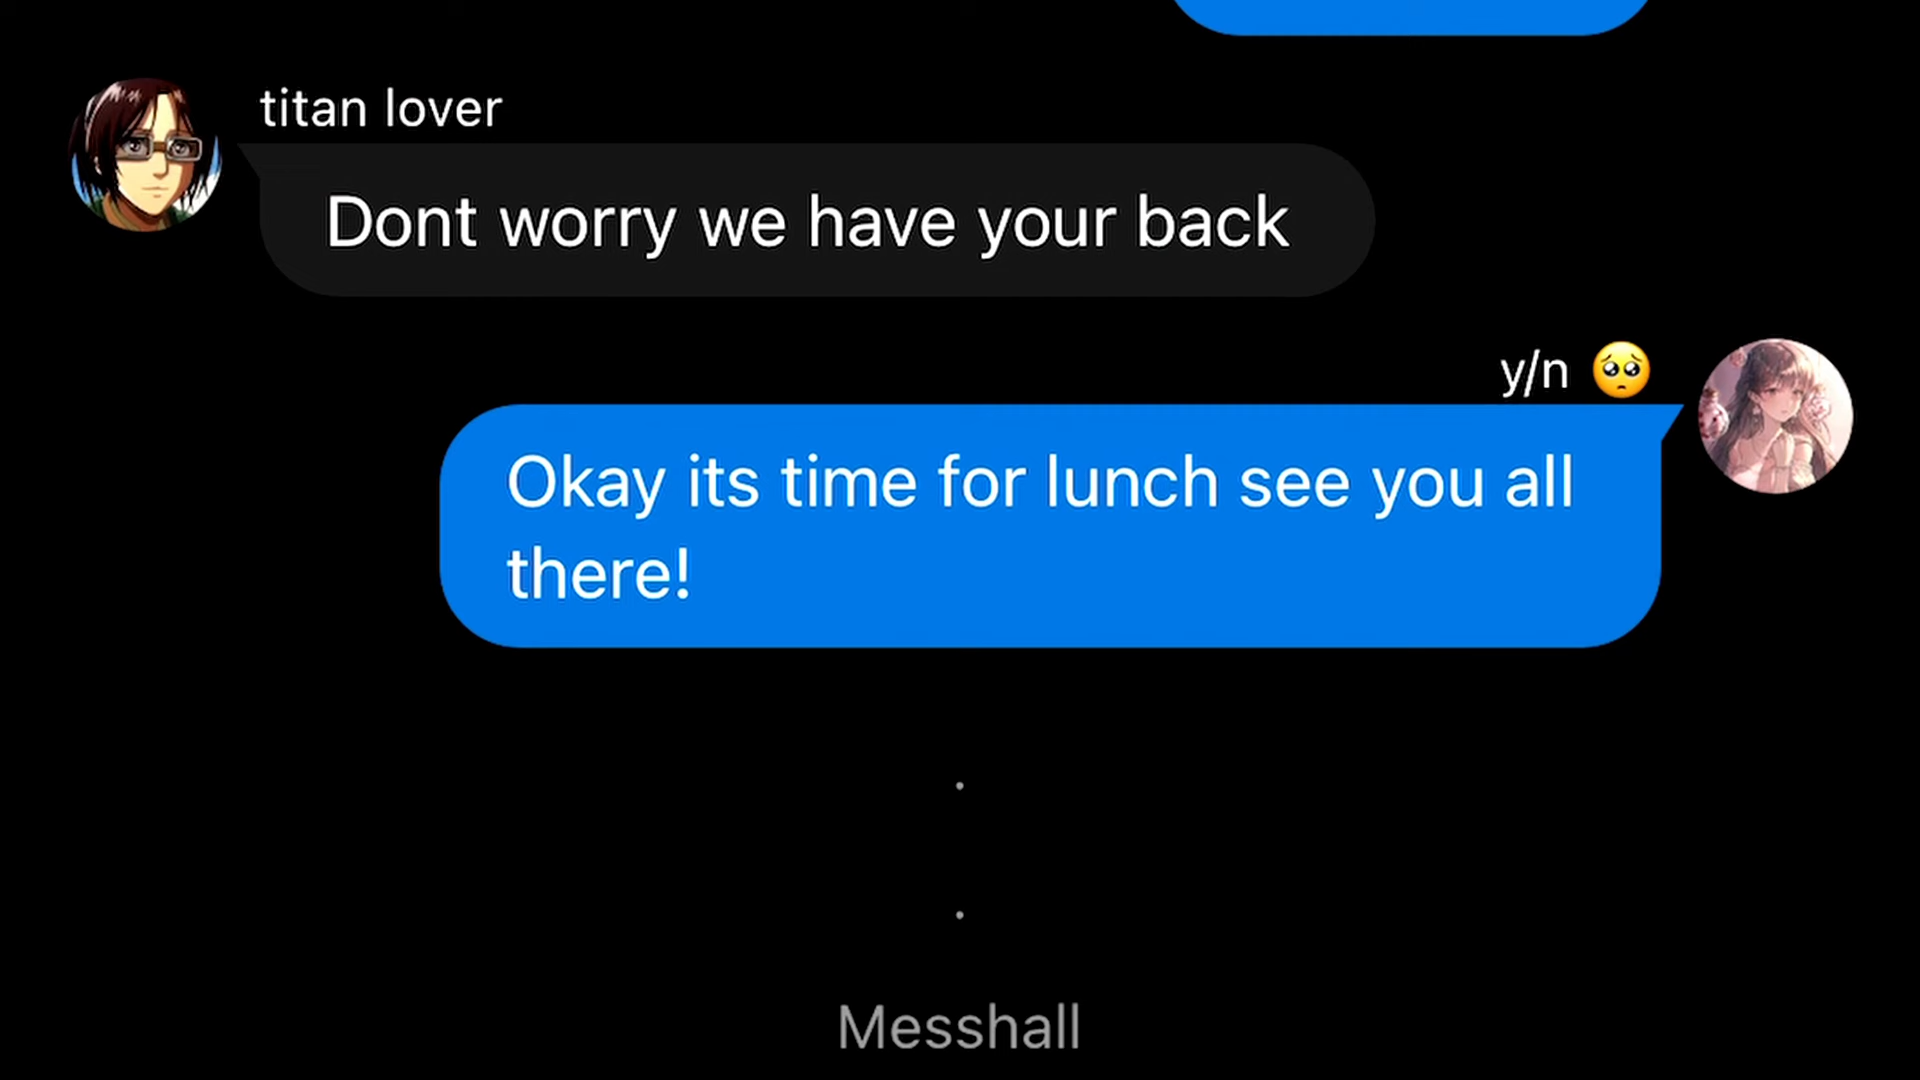 titan lover
Dont worry we have your back
y/n 🥺
Okay its time for lunch see you all
there!
.
.
Messhall